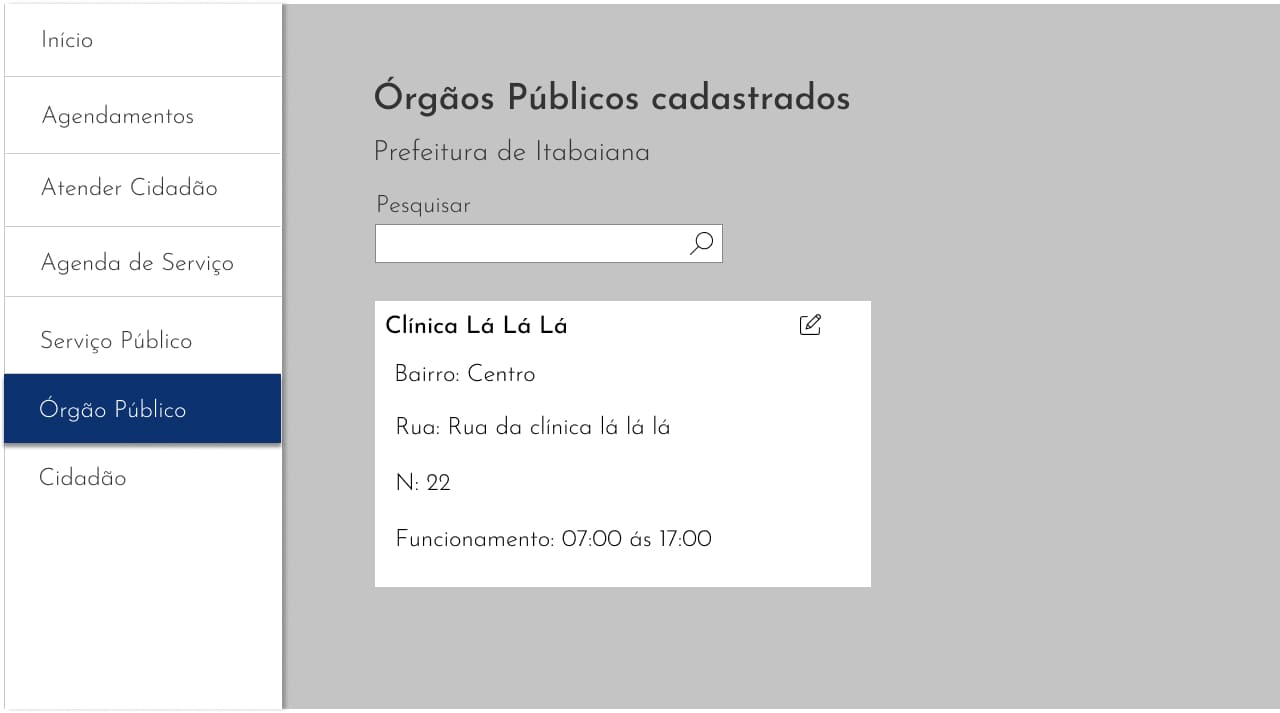 Início
Agendamentos
Atender Cidadão
Agenda de Serviço
Serviço Público
Órgão Público
Cidadão
Órgãos Públicos cadastrados
Prefeitura de Itabaiana
Pesquisar
Clínica Lá Lá Lá
Bairro: Centro
Rua: Rua da clínica lá lá lá
N: 22
Funcionamento: 07:00 ás 17:00